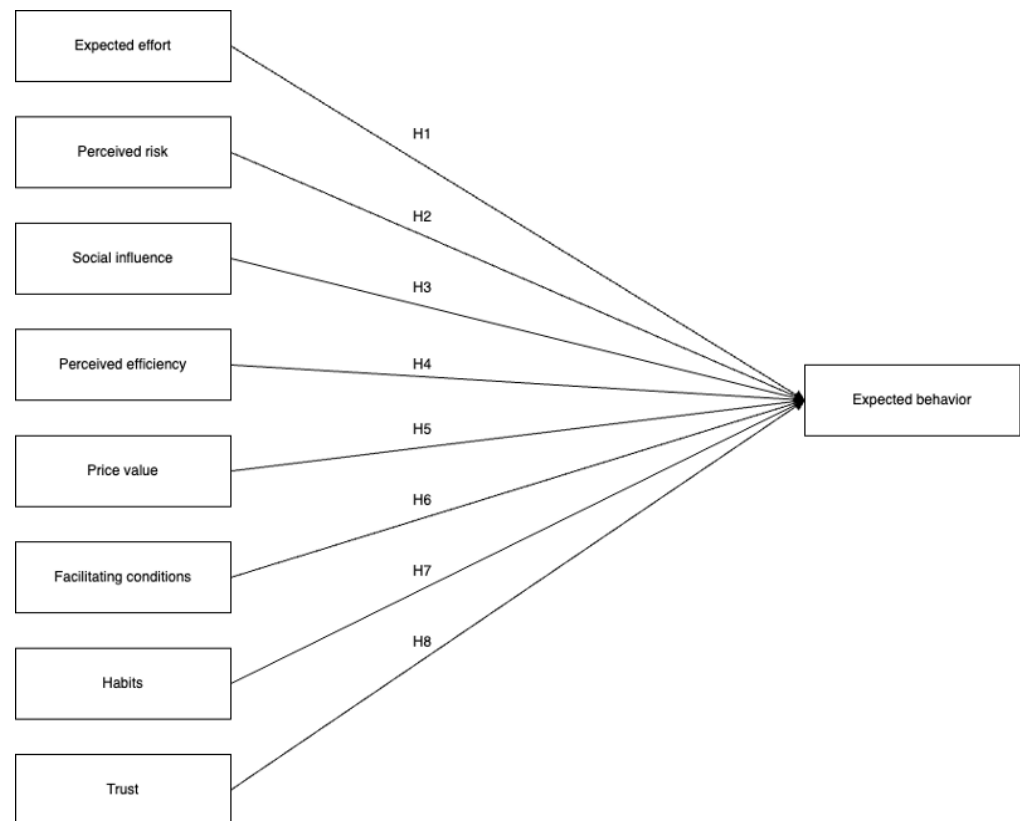 Expected effort
H1
Perceived risk
H2
Social influence
H3
Perceived efficiency
H4
Expected behavior
Price value
H5
Facilitating conditions
H6
H7
Habits
H8
Trust